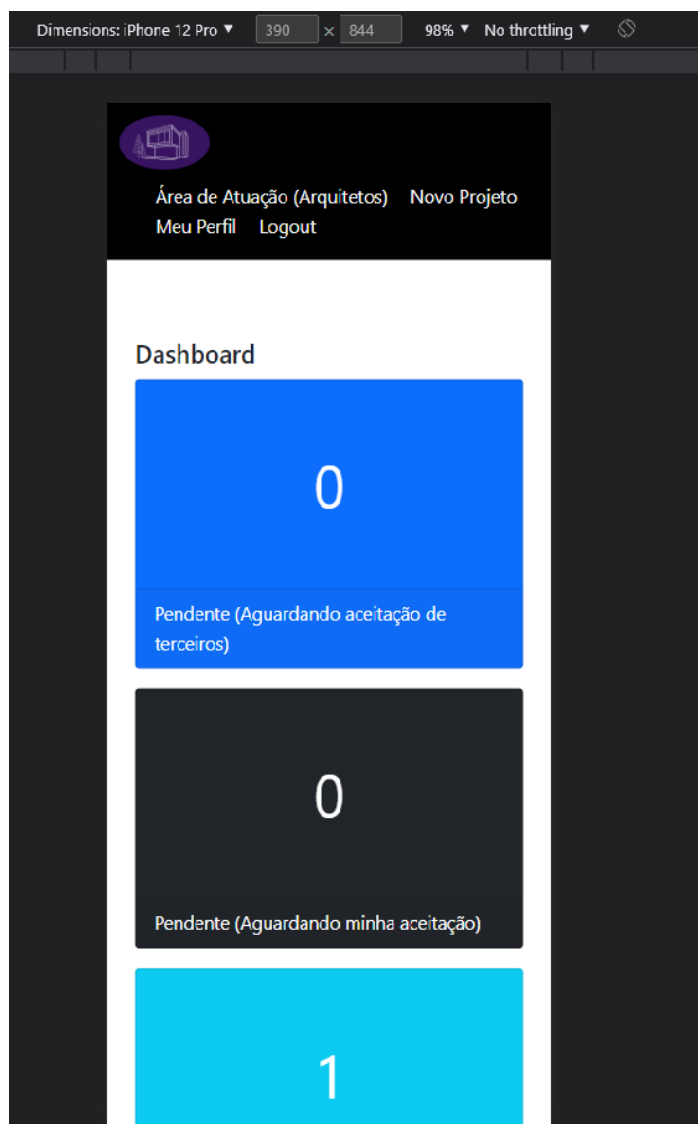 Dimensions: iPhone 12 Pro ▼ 390 × 844 98% ▼ No throttling ▼
Área de Atuação (Arquitetos) Novo Projeto
Meu Perfil Logout
Dashboard
0
Pendente (Aguardando aceitação de
terceiros)
0
Pendente (Aguardando minha aceitação)
1